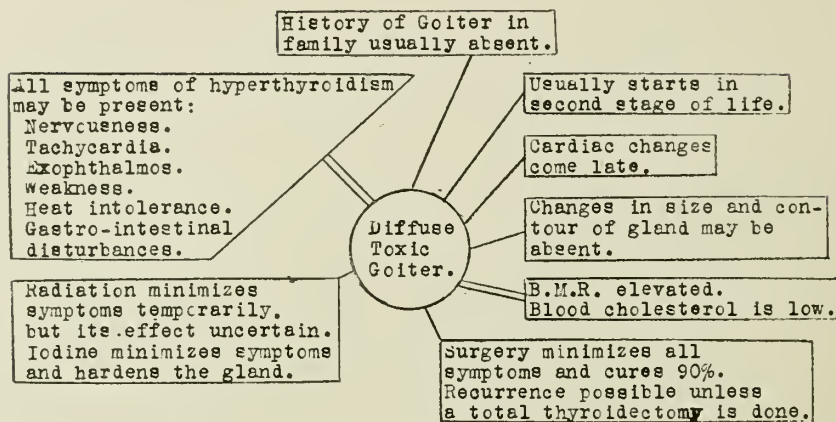 History of Goiter in
family usually absent.
All symptoms of hyperthyroidism
may be present:
Nervousness.
Tachycardia.
Exophthalmos.
Weakness.
Heat intolerance.
Gastro-intestinal
disturbances.
Usually starts in
second stage of life.
Cardiac changes
come late.
Diffuse
Toxic
Goiter.
Changes in size and con-
tour of gland may be
absent.
B.M.R. elevated.
Blood cholesterol is low.
Radiation minimizes
symptoms temporarily,
but its effect uncertain.
Iodine minimizes symptoms
and hardens the gland.
Surgery minimizes all
symptoms and cures 90%.
Recurrence possible unless
a total thyroidectomy is done.